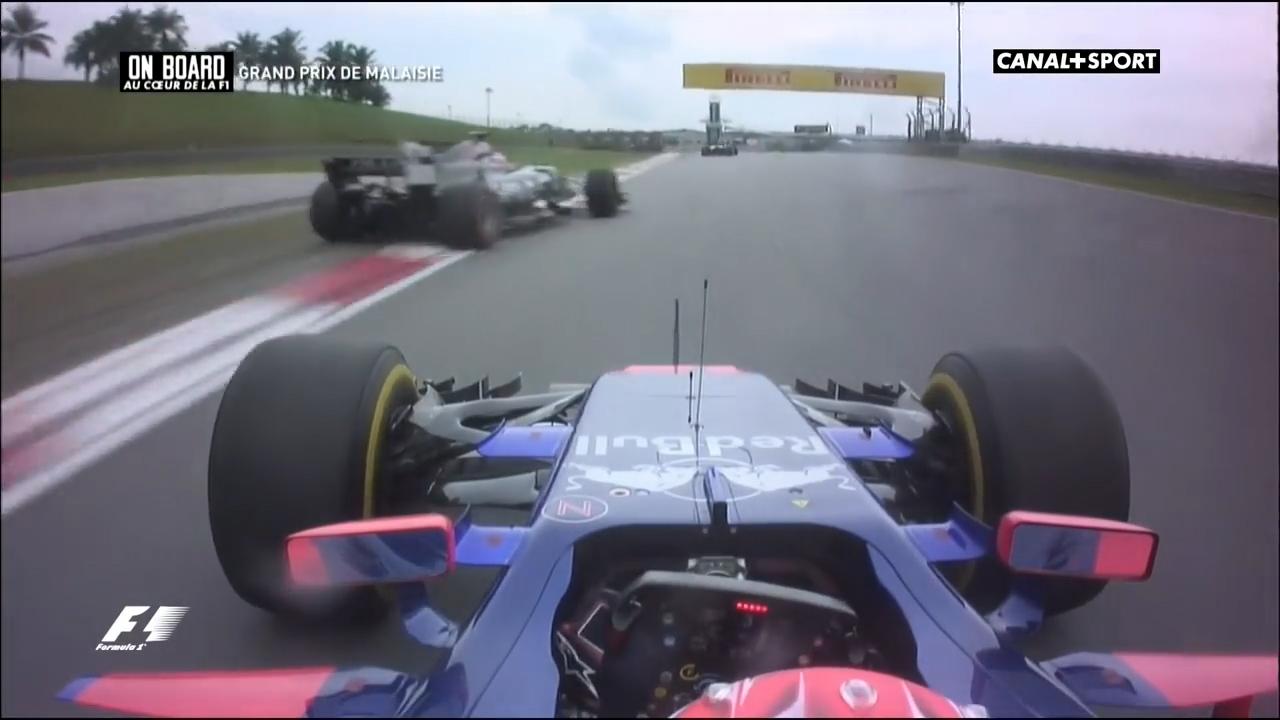 ON BOARD
AU CŒUR DE LA F1
GRAND PRIX DE MALAISIE
CANAL+SPORT
PIRELLI PIRELLI
Red Bull
F1
Formula 1